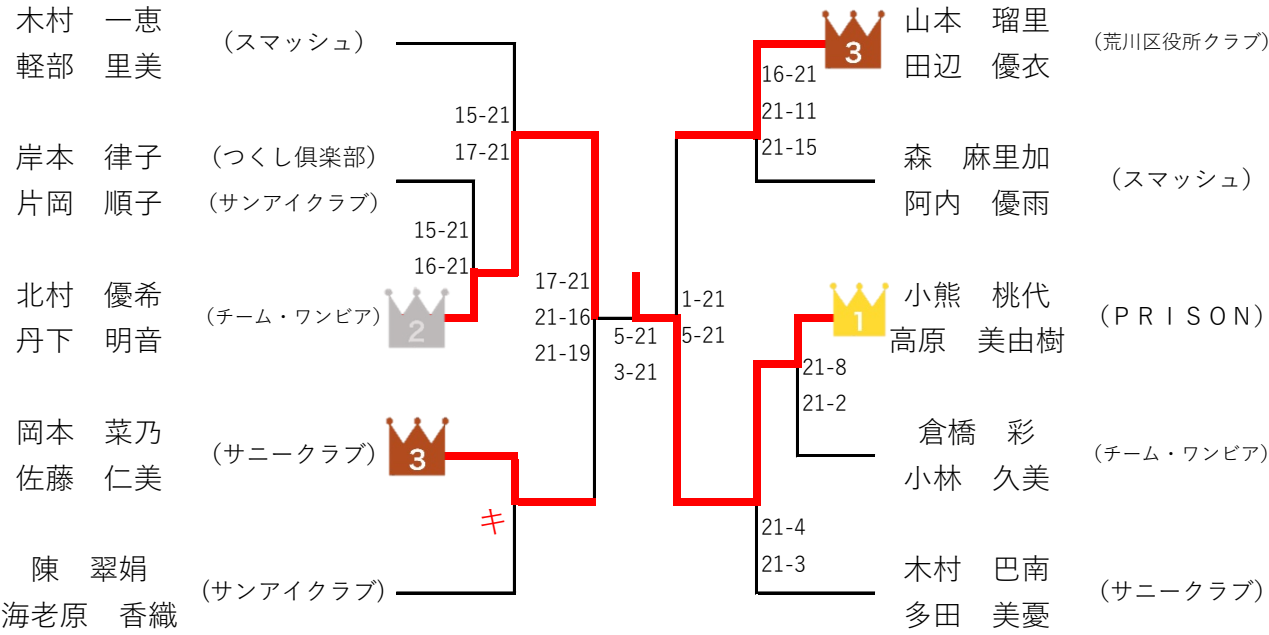 木村　一恵
軽部　里美
(スマッシュ)
岸本　律子
片岡　順子
(つくし倶楽部)
(サンアイクラブ)
北村　優希
丹下　明音
(チーム・ワンビア)
2
岡本　菜乃
佐藤　仁美
(サニークラブ)
3
陳　翠娟
海老原　香織
(サンアイクラブ)
15-21
17-21
15-21
16-21
17-21
21-16
21-19
キ
5-21
3-21
1-21
5-21
16-21
21-11
21-15
21-8
21-2
21-4
21-3
3
山本　瑠里
田辺　優衣
(荒川区役所クラブ)
森　麻里加
阿内　優雨
(スマッシュ)
1
小熊　桃代
高原　美由樹
(ＰＲＩＳＯＮ)
倉橋　彩
小林　久美
(チーム・ワンビア)
木村　巴南
多田　美憂
(サニークラブ)